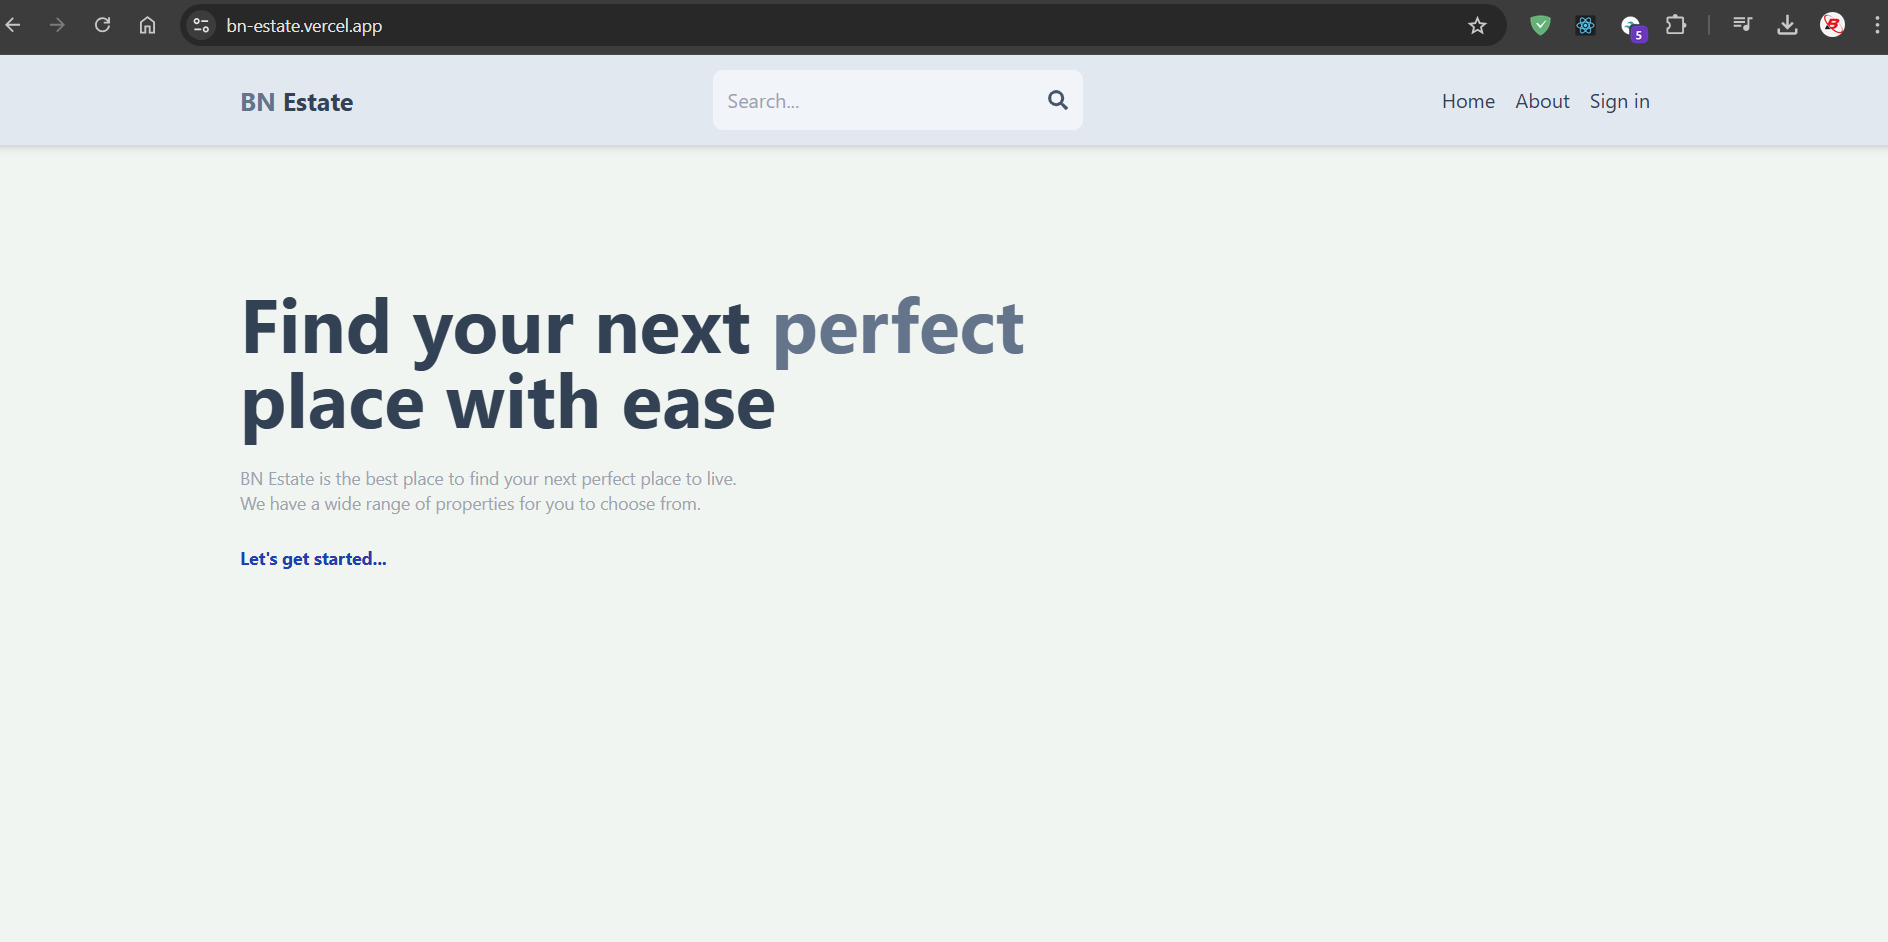 bn-estate.vercel.app
5
BN Estate
Search...
Home About Sign in
Find your next perfect
place with ease
BN Estate is the best place to find your next perfect place to live.
We have a wide range of properties for you to choose from.
Let's get started...